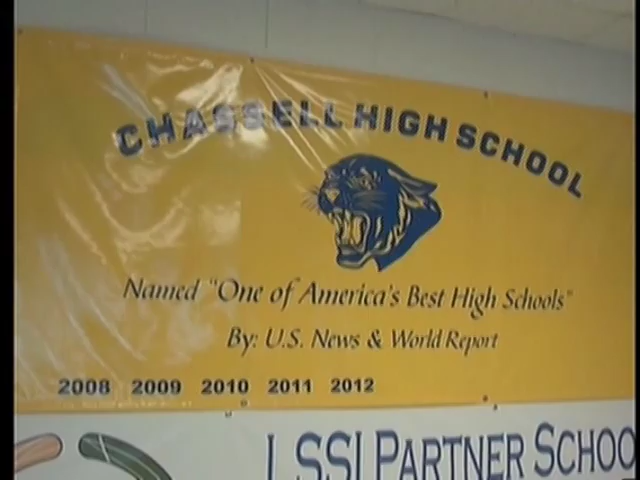 CHASSELL HIGH SCHOOL
Named "One of America's Best High Schools"
By: U.S. News & World Report
2008 2009 2010 2011 2012
LSSI PARTNER SCHOO